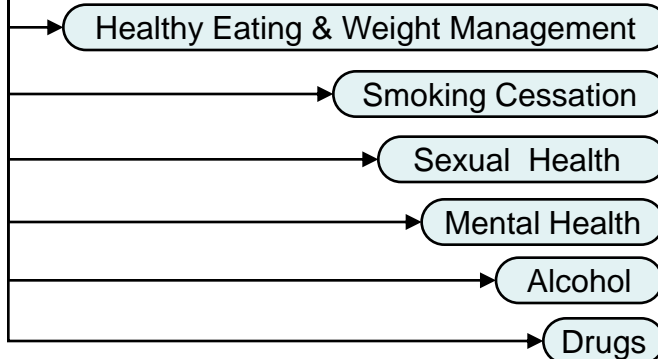 Healthy Eating & Weight Management
Smoking Cessation
Sexual Health
Mental Health
Alcohol
Drugs